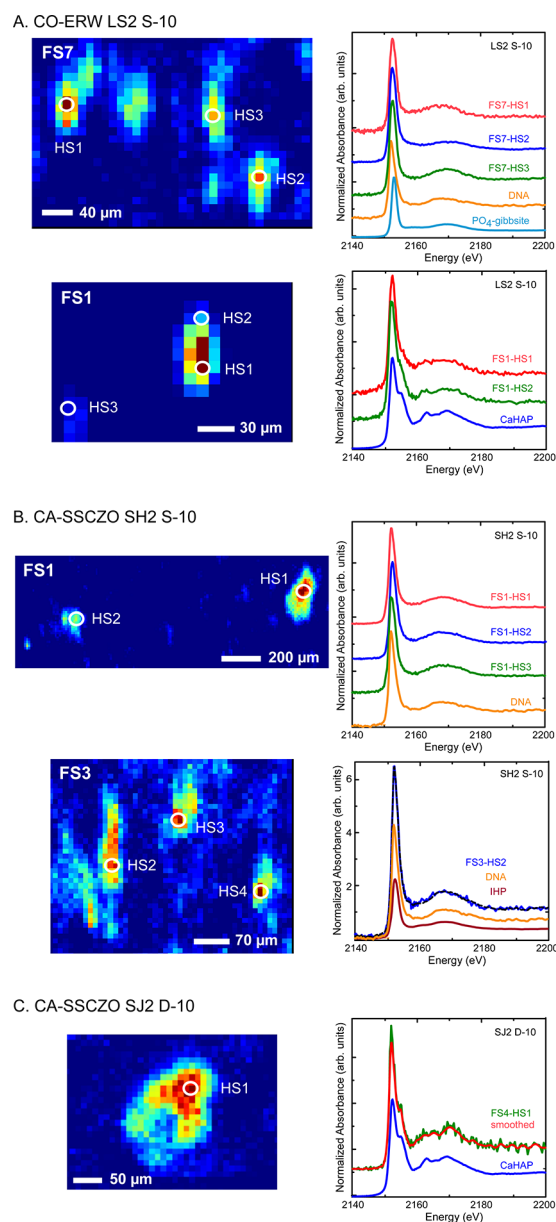 A. CO-ERW LS2 S-10
FS7
HS1
HS3
HS2
40 µm
Normalized Absorbance (arb. units)
LS2 S-10
FS7-HS1
FS7-HS2
FS7-HS3
DNA
PO4-gibbsite
2140 2160 2180 2200
Energy (eV)
FS1
HS2
HS1
HS3
30 µm
Normalized Absorbance (arb. units)
LS2 S-10
FS1-HS1
FS1-HS2
CaHAP
2140 2160 2180 2200
Energy (eV)
B. CA-SSCZO SH2 S-10
FS1
HS1
HS2
200 µm
Normalized Absorbance (arb. units)
SH2 S-10
FS1-HS1
FS1-HS2
FS1-HS3
DNA
2140 2160 2180 2200
Energy (eV)
FS3
HS3
HS2
HS4
70 µm
Normalized Absorbance (arb. units)
6
4
2
SH2 S-10
FS3-HS2
DNA
IHP
2140 2160 2180 2200
Energy (eV)
C. CA-SSCZO SJ2 D-10
HS1
50 µm
Normalized Absorbance (arb. units)
SJ2 D-10
FS4-HS1
smoothed
CaHAP
2140 2160 2180 2200
Energy (eV)